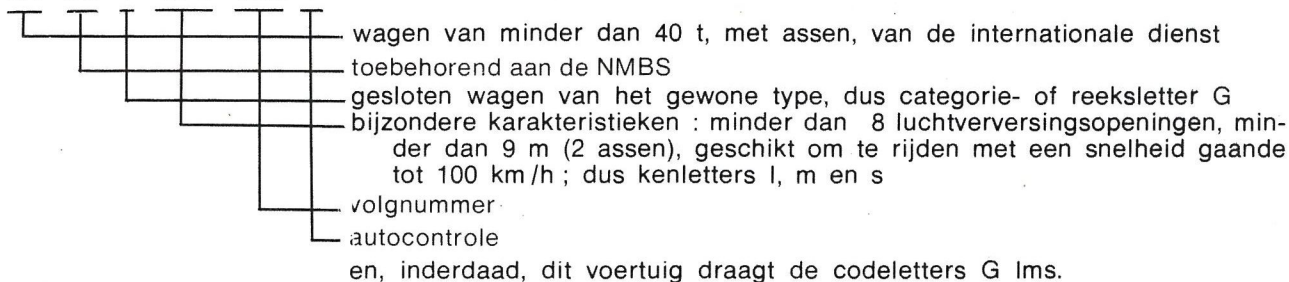 wagen van minder dan 40 t, met assen, van de internationale dienst
toebehorend aan de NMBS
gesloten wagen van het gewone type, dus categorie- of reeksletter G
bijzondere karakteristieken : minder dan 8 luchtverversingsopeningen, min-
der dan 9 m (2 assen), geschikt om te rijden met een snelheid gaande
tot 100 km/h ; dus kenletters l, m en s
volgnummer
autocontrole
en, inderdaad, dit voertuig draagt de codeletters G lms.